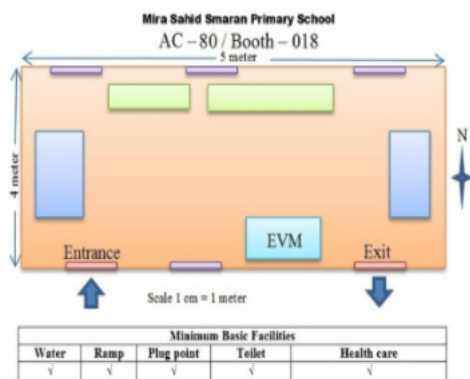 Mira Sahid Smaran Primary School
AC – 80 / Booth – 018
5 meter
4 meter
N
EVM
Entrance
Exit
Scale 1 cm = 1 meter
Minimum Basic Facilities
Water Ramp Plug point Toilet Health care
√ √ √ √ √